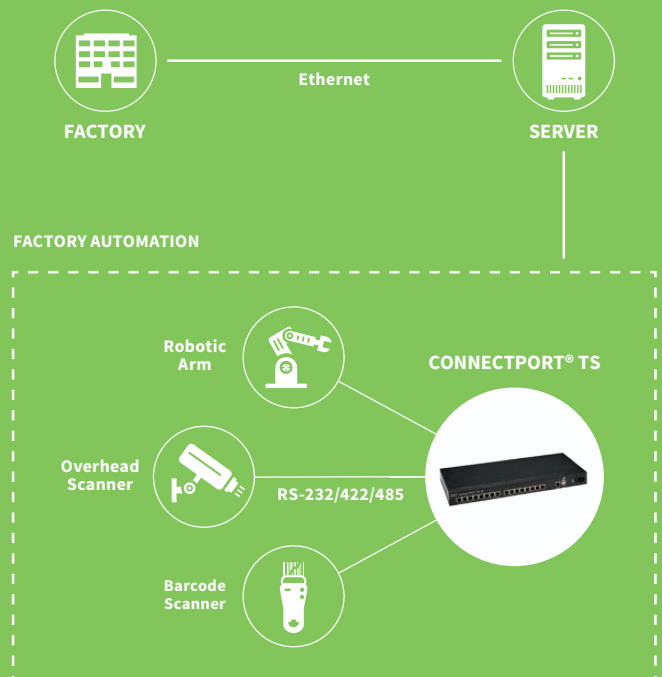 Ethernet
FACTORY
SERVER
FACTORY AUTOMATION
Robotic
Arm
CONNECTPORT® TS
Overhead
Scanner
RS-232/422/485
Barcode
Scanner